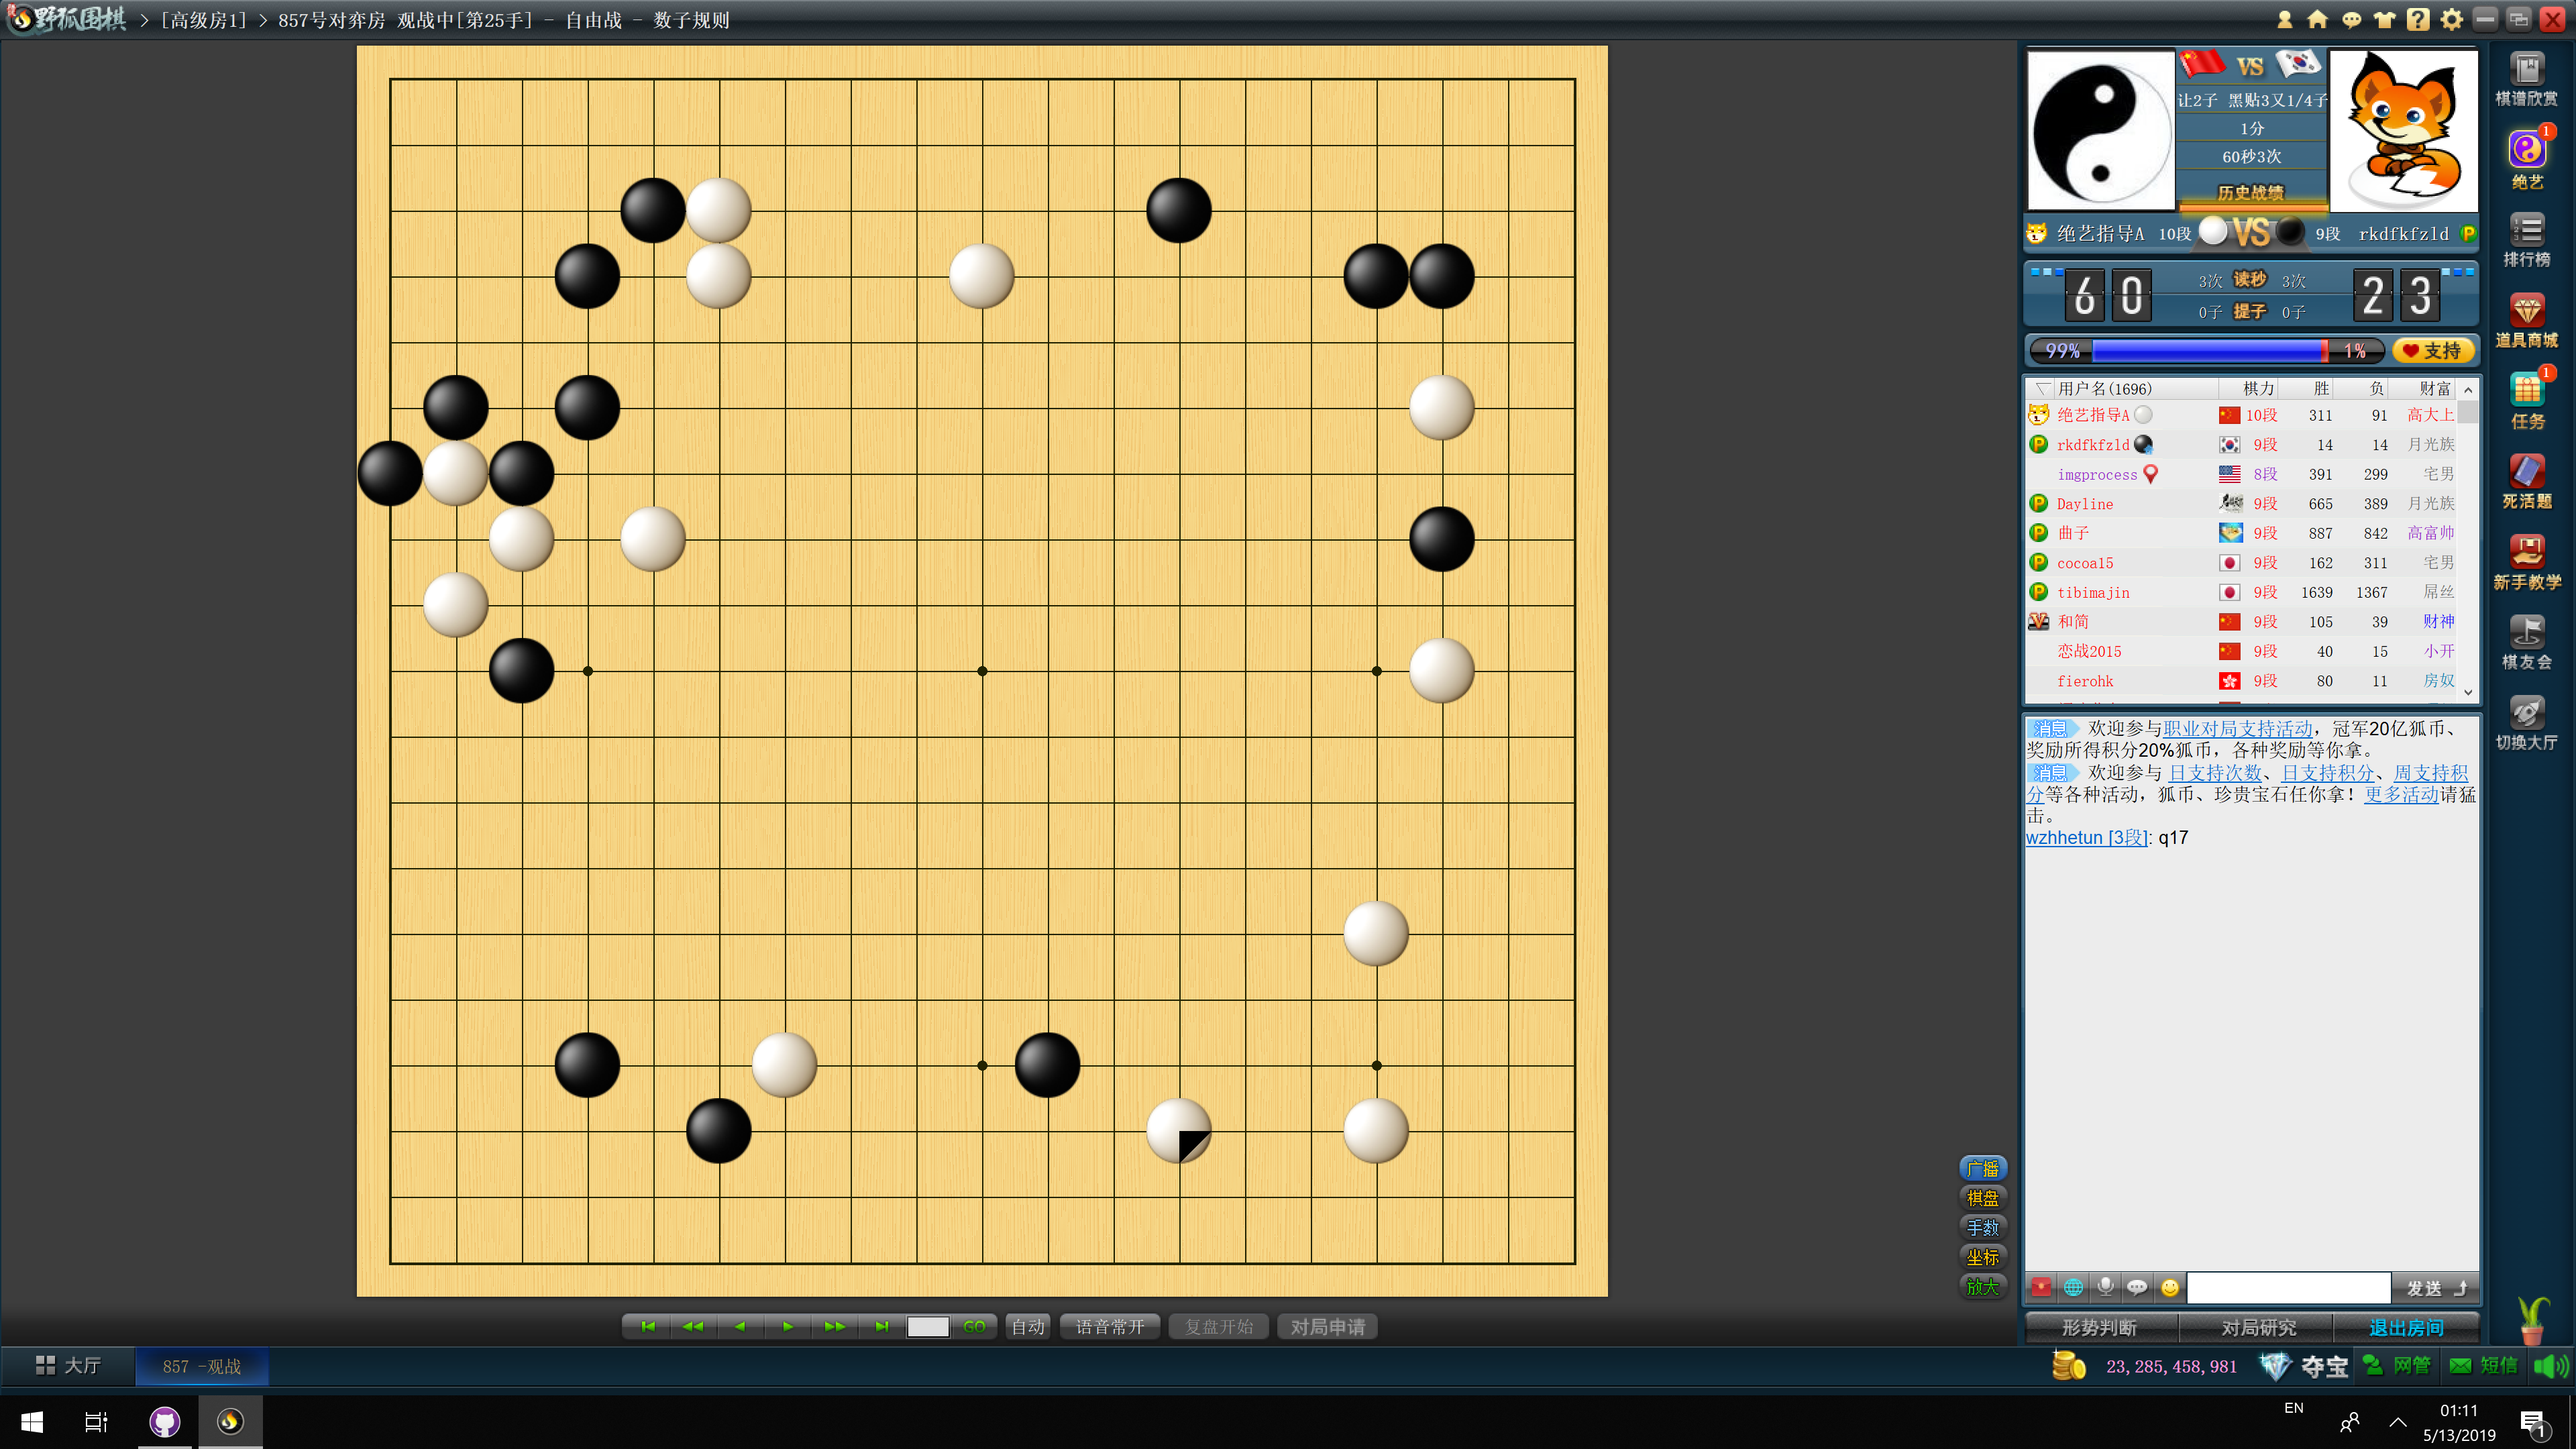 野狐围棋 > [高级房1] > 857号对弈房 观战中[第25手] - 自由战 - 数子规则
VS
让2子 黑贴3又1/4子
1分
60秒3次
历史战绩
绝艺指导A 10段 VS 9段 rkdfkfzld P
60 3次 读秒 3次 23
0子 提子 0子
99% 1% 支持
用户名(1696) 棋力 胜 负 财富
绝艺指导A 10段 311 91 高大上
P rkdfkfzld 9段 14 14 月光族
imgprocess 8段 391 299 宅男
P Dayline 9段 665 389 月光族
P 曲子 9段 887 842 高富帅
P cocoa15 9段 162 311 宅男
P tibimajin 9段 1639 1367 屌丝
V 和简 9段 105 39 财神
恋战2015 9段 40 15 小开
fierohk 9段 80 11 房奴
消息 欢迎参与职业对局支持活动，冠军20亿狐币、
奖励所得积分20%狐币，各种奖励等你拿。
消息 欢迎参与 日支持次数、日支持积分、周支持积
分等各种活动，狐币、珍贵宝石任你拿！更多活动请猛
击。
wzhhetun [3段]: q17
发送
形势判断 对局研究 退出房间
棋谱欣赏
1
绝艺
排行榜
道具商城
1
任务
死活题
新手教学
棋友会
切换大厅
广播
棋盘
手数
坐标
放大
GO 自动 语音常开 复盘开始 对局申请
大厅 857 -观战 23,285,458,981 夺宝 网管 短信
EN 01:11
5/13/2019
1